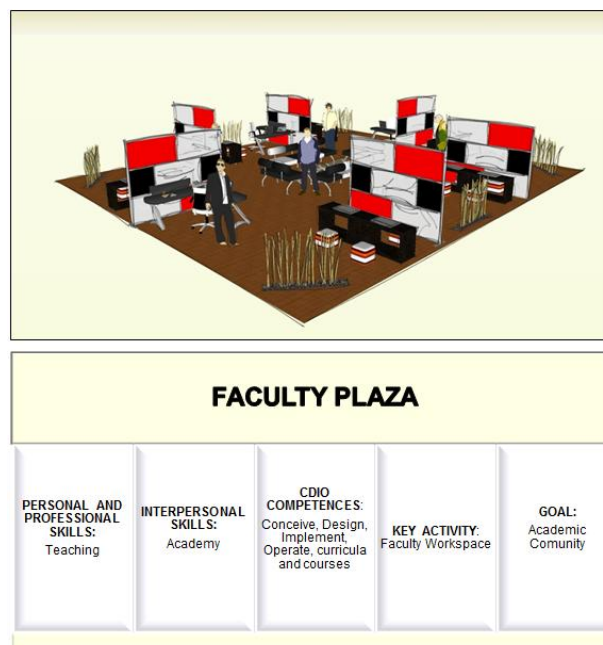 FACULTY PLAZA
PERSONAL AND
PROFESSIONAL
SKILLS:
Teaching
INTERPERSONAL
SKILLS:
Academy
CDIO
COMPETENCES:
Conceive, Design,
Implement,
Operate, curricula
and courses
KEY ACTIVITY:
Faculty Workspace
GOAL:
Academic
Comunity